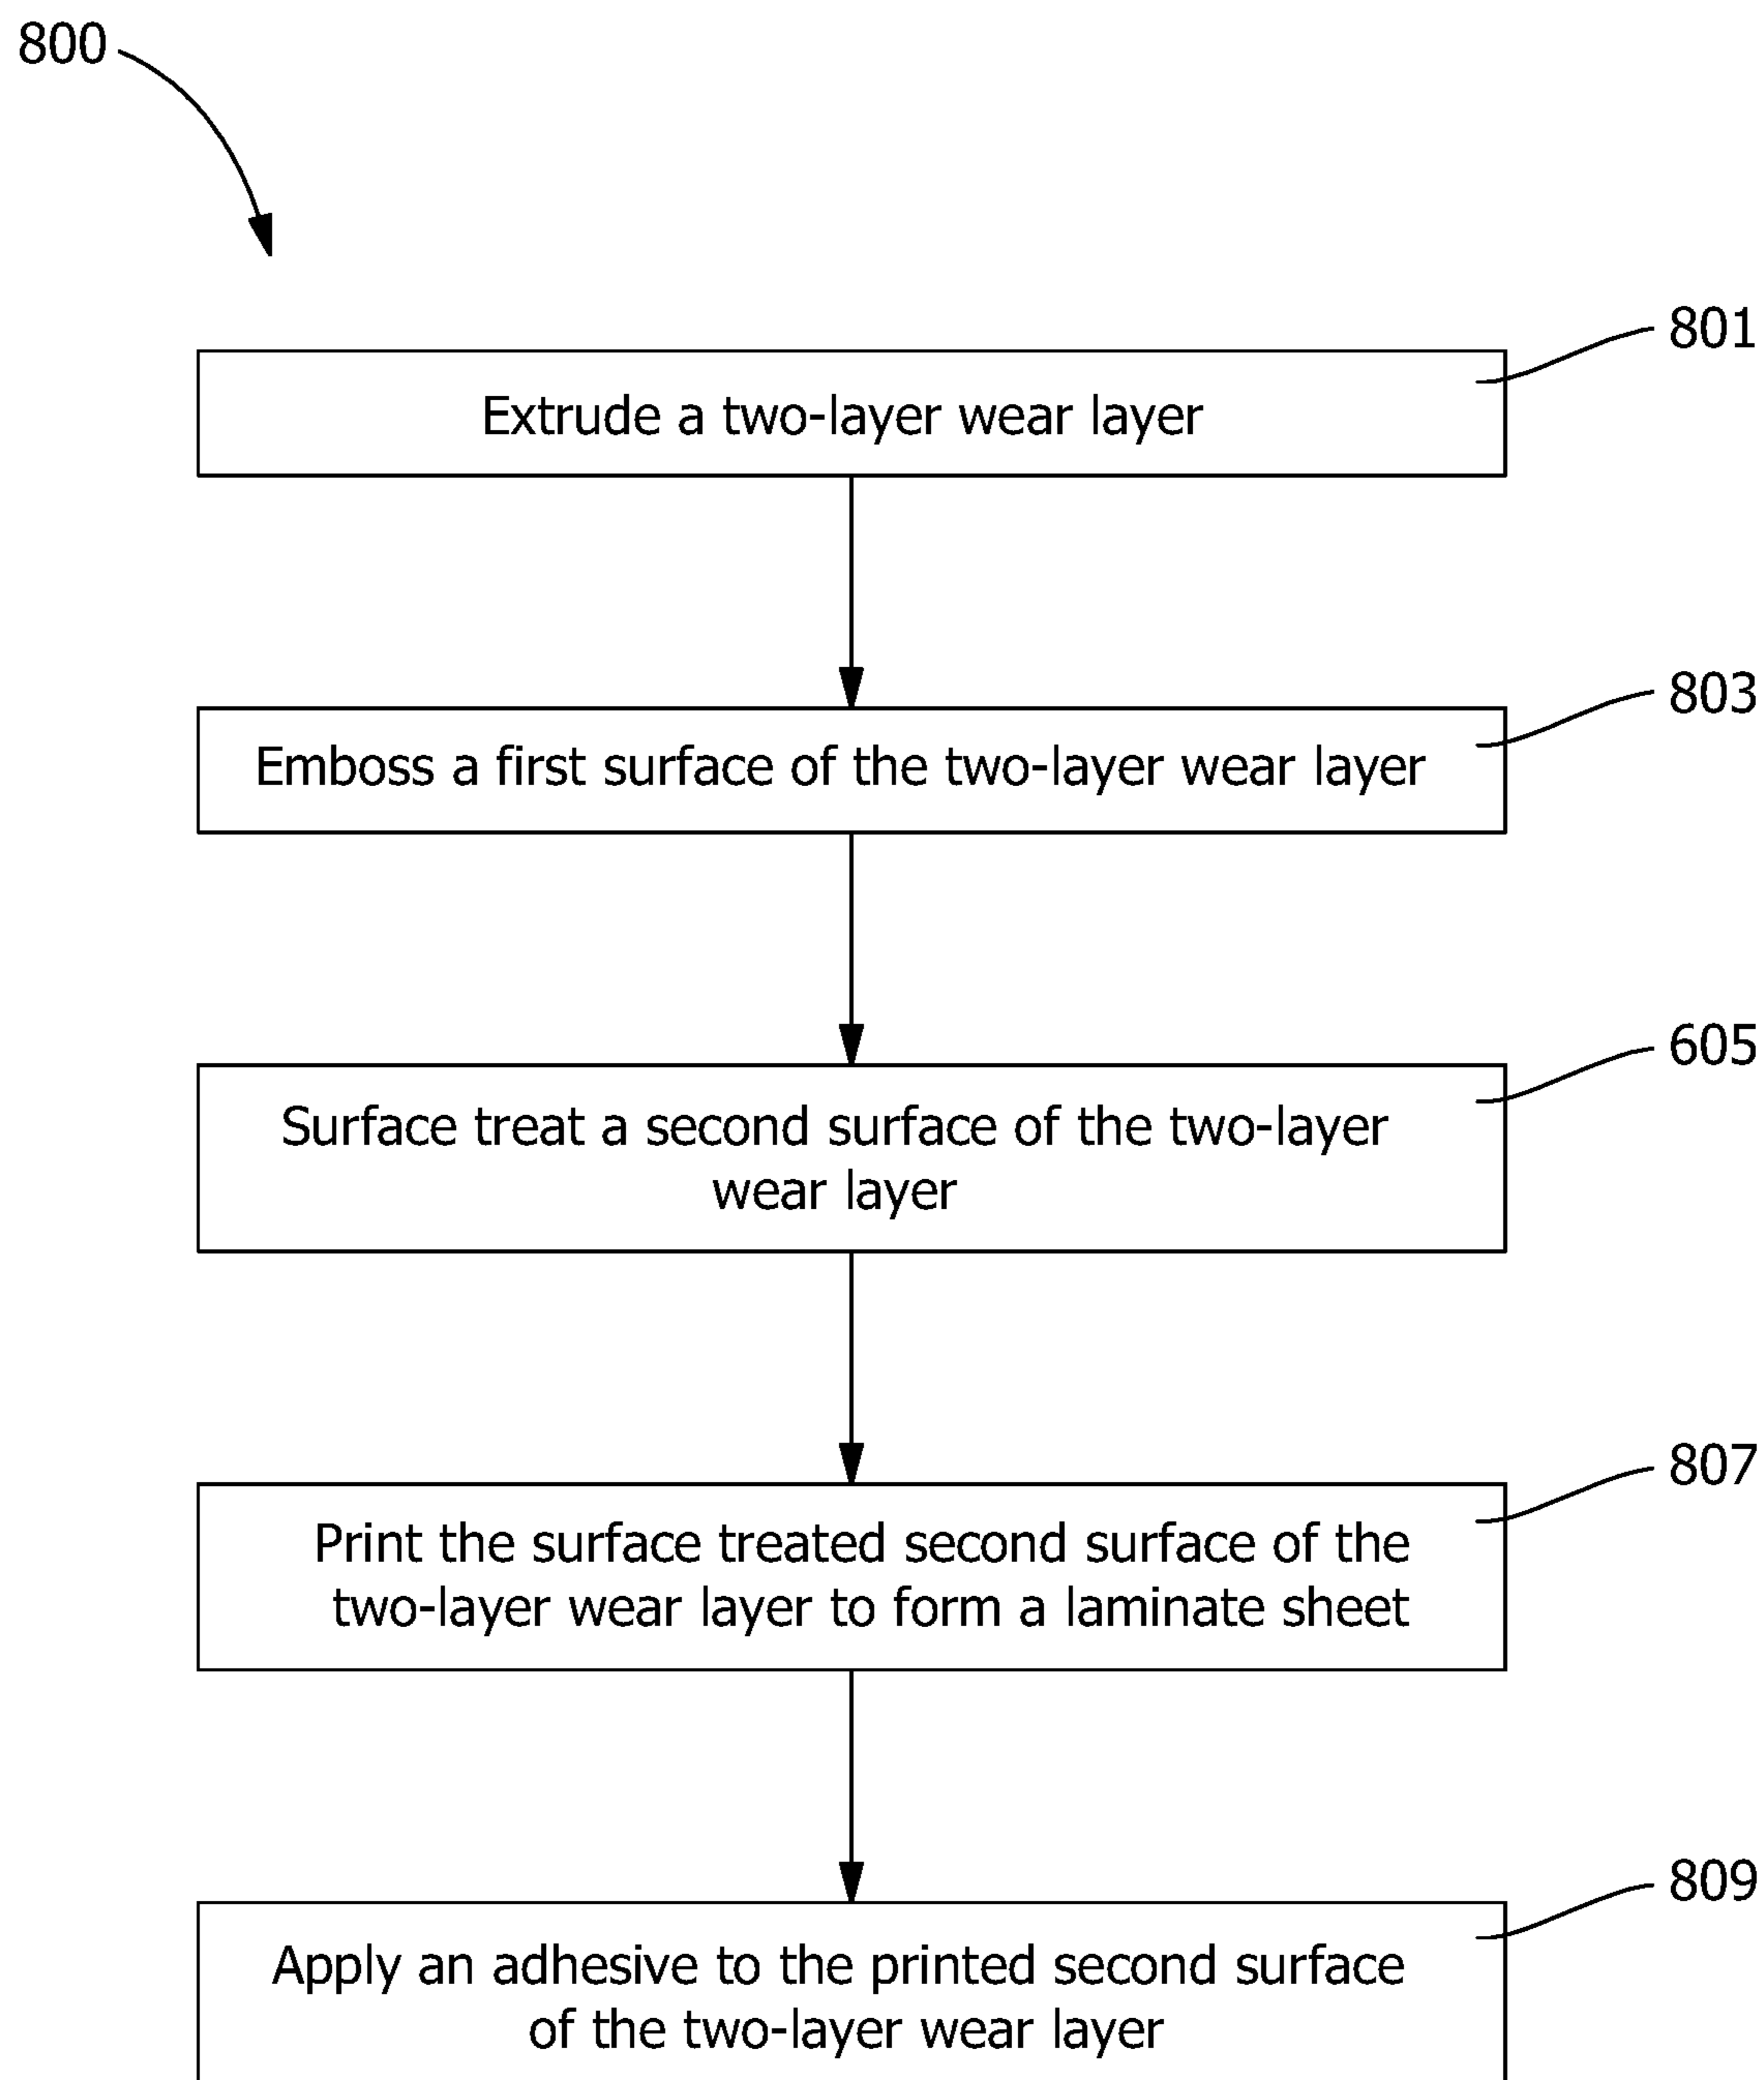 800
801
Extrude a two-layer wear layer
803
Emboss a first surface of the two-layer wear layer
605
Surface treat a second surface of the two-layer
wear layer
807
Print the surface treated second surface of the
two-layer wear layer to form a laminate sheet
809
Apply an adhesive to the printed second surface
of the two-layer wear layer